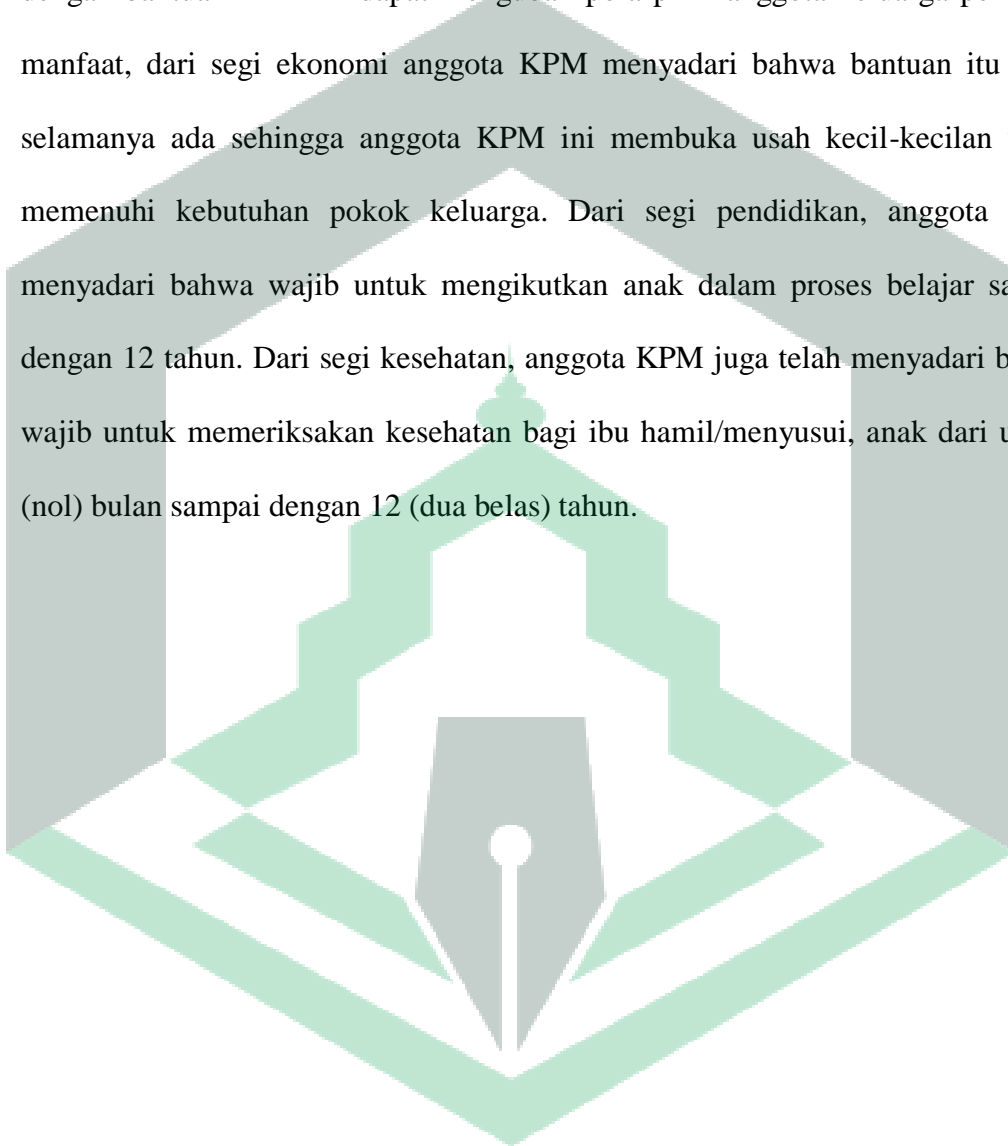 manfaat, dari segi ekonomi anggota KPM menyadari bahwa bantuan itu
selamanya ada sehingga anggota KPM ini membuka usah kecil-kecilan
memenuhi kebutuhan pokok keluarga. Dari segi pendidikan, anggota
menyadari bahwa wajib untuk mengikutkan anak dalam proses belajar
dengan 12 tahun. Dari segi kesehatan, anggota KPM juga telah menyadari
wajib untuk memeriksakan kesehatan bagi ibu hamil/menyusui, anak dari
(nol) bulan sampai dengan 12 (dua belas) tahun.